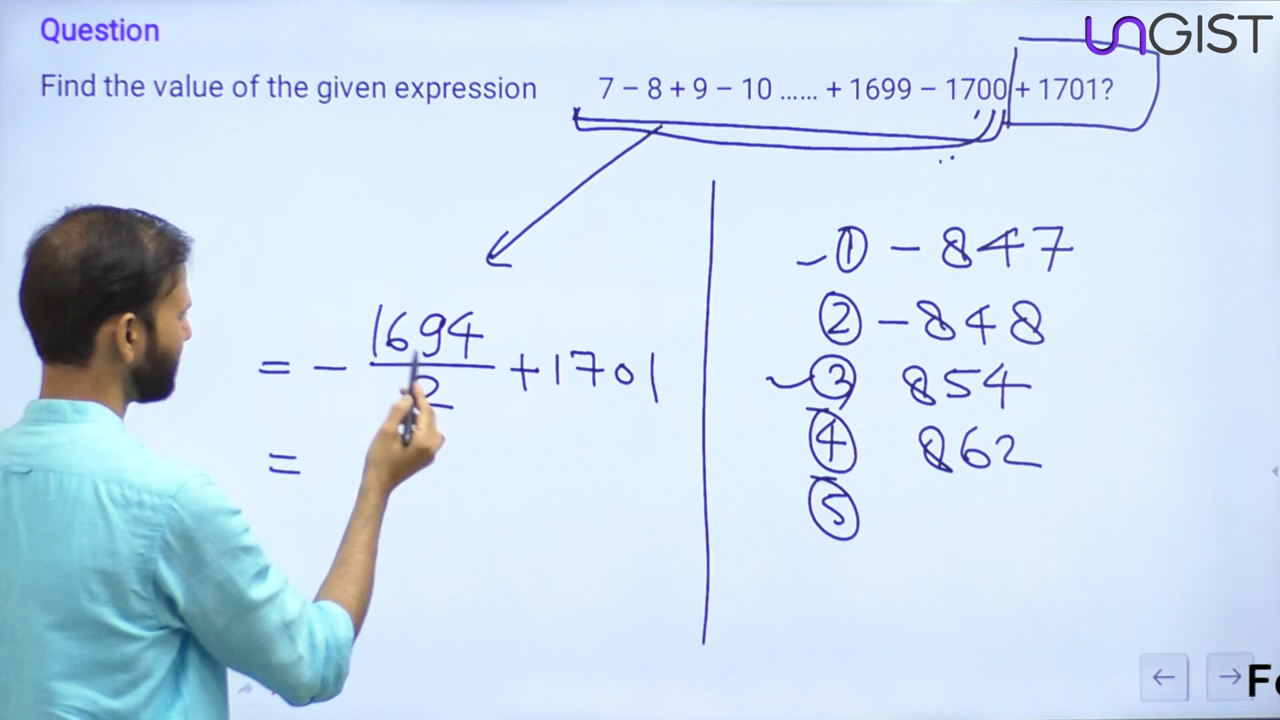 Question
UNGIST
Find the value of the given expression 7 – 8 + 9 – 10 ...... + 1699 – 1700 + 1701?
① – 847
② – 848
③ 854
④ 862
⑤
= – 1694/2 + 1701
=
← →
Fo